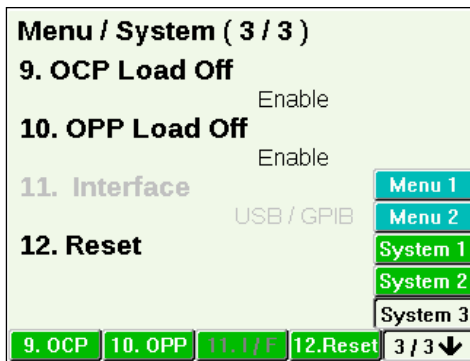 Menu / System ( 3 / 3 )
9. OCP Load Off
Enable
10. OPP Load Off
Enable
11. Interface
USB / GPIB
12. Reset
Menu 1
Menu 2
System 1
System 2
System 3
9. OCP 10. OPP 11. I / F 12.Reset 3 / 3 ↓